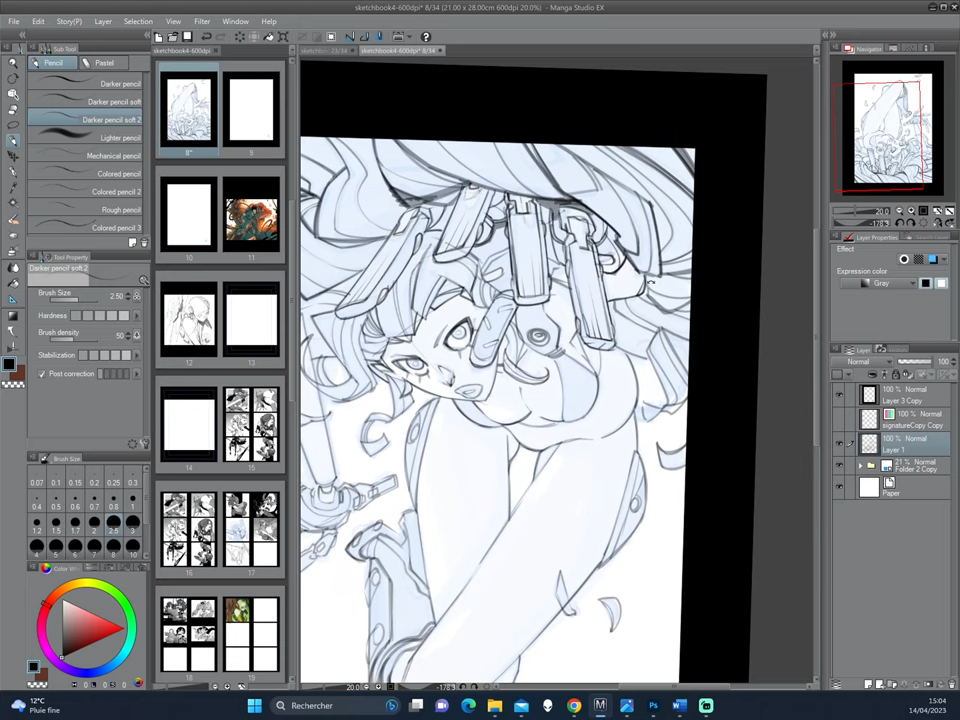 sketchbook4-600dpi* 8/34 (21.00 x 28.00cm 600dpi 20.0%) - Manga Studio EX
File Edit Story(P) Layer Selection View Filter Window Help
Sub Tool
Pencil Pastel
Darker pencil
Darker pencil soft
Darker pencil soft 2
Lighter pencil
Mechanical pencil
Colored pencil
Colored pencil 2
Rough pencil
Colored pencil 3
Tool Property
Darker pencil soft 2
Brush Size 2.50
Hardness
Brush density 50
Stabilization
Post correction
Brush Size
0.07 0.1 0.15 0.2 0.25 0.3
0.4 0.5 0.6 0.7 0.8 1
1.2 1.5 1.7 2 2.5 3
4 5 6 7 8 10
sketchbook4-600dpi
8* 9
10 11
12 13
14 15
16 17
18 19
sketchbook4-600dpi* 8/34
20.0 -178.3
Navigator
20.0
-178.3
Layer Properties
Effect
Expression color
Gray
Layer
Normal 100
100 % Normal
Layer 3 Copy
100 % Normal
signatureCopy Copy
100 % Normal
Layer 1
21 % Normal
Folder 2 Copy
Paper
12°C
Pluie fine
Rechercher
15:04
14/04/2023